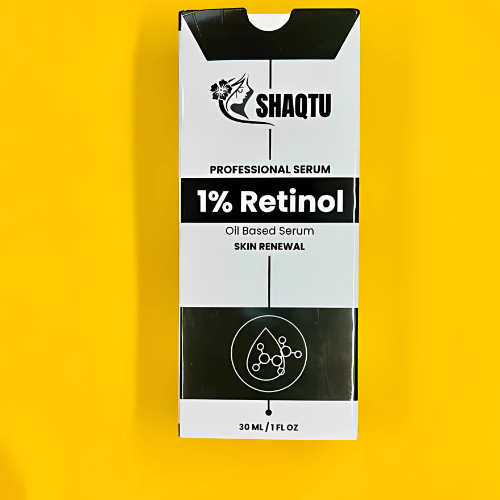 SHAQTU
PROFESSIONAL SERUM
1% Retinol
Oil Based Serum
SKIN RENEWAL
30 ML / 1 FL OZ